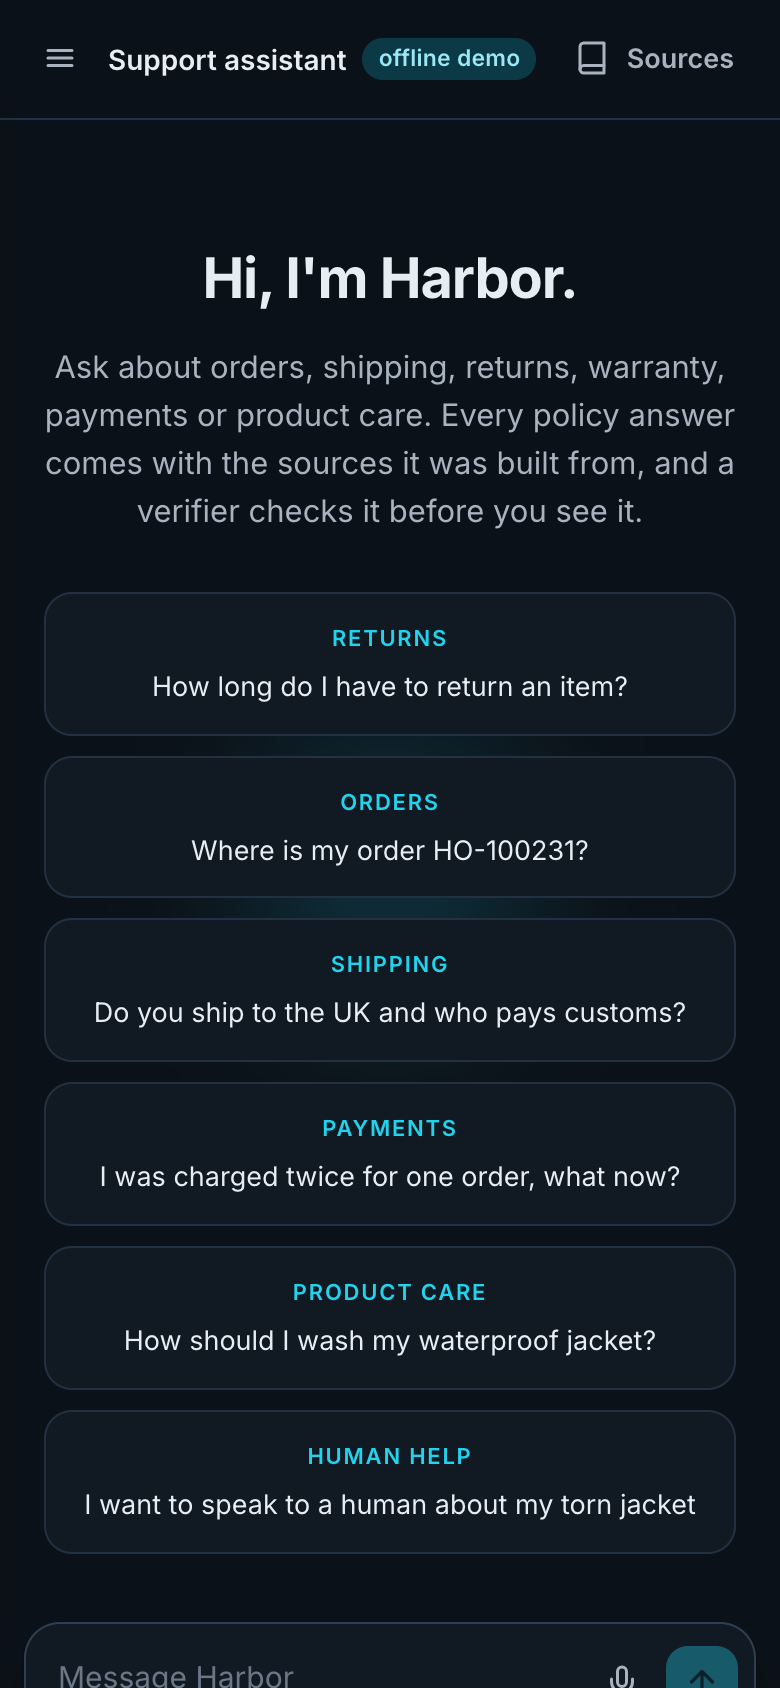 Support assistant
offline demo
Sources
Hi, I'm Harbor.
Ask about orders, shipping, returns, warranty,
payments or product care. Every policy answer
comes with the sources it was built from, and a
verifier checks it before you see it.
RETURNS
How long do I have to return an item?
ORDERS
Where is my order HO-100231?
SHIPPING
Do you ship to the UK and who pays customs?
PAYMENTS
I was charged twice for one order, what now?
PRODUCT CARE
How should I wash my waterproof jacket?
HUMAN HELP
I want to speak to a human about my torn jacket
Message Harbor